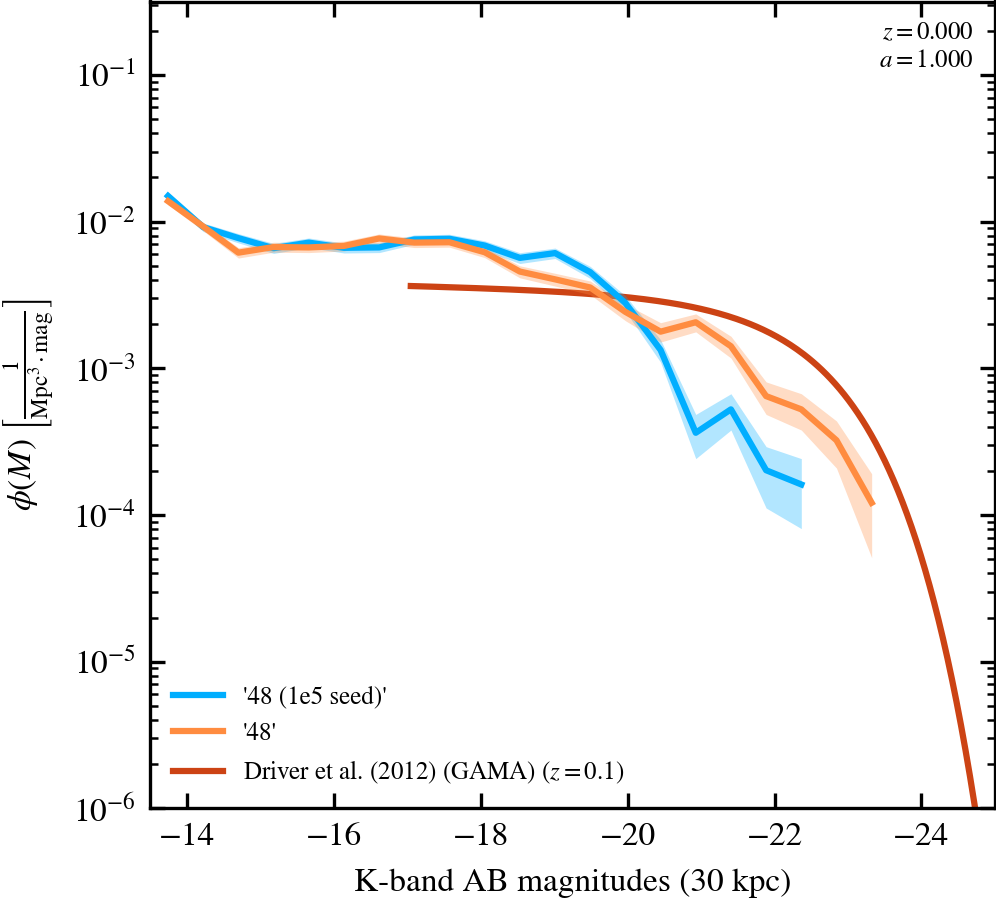 z = 0.000
a = 1.000
10⁻¹
10⁻²
10⁻³
10⁻⁴
10⁻⁵
10⁻⁶
ϕ(M) [1 / Mpc³ · mag]
'48 (1e5 seed)'
'48'
Driver et al. (2012) (GAMA) (z = 0.1)
−14 −16 −18 −20 −22 −24
K-band AB magnitudes (30 kpc)